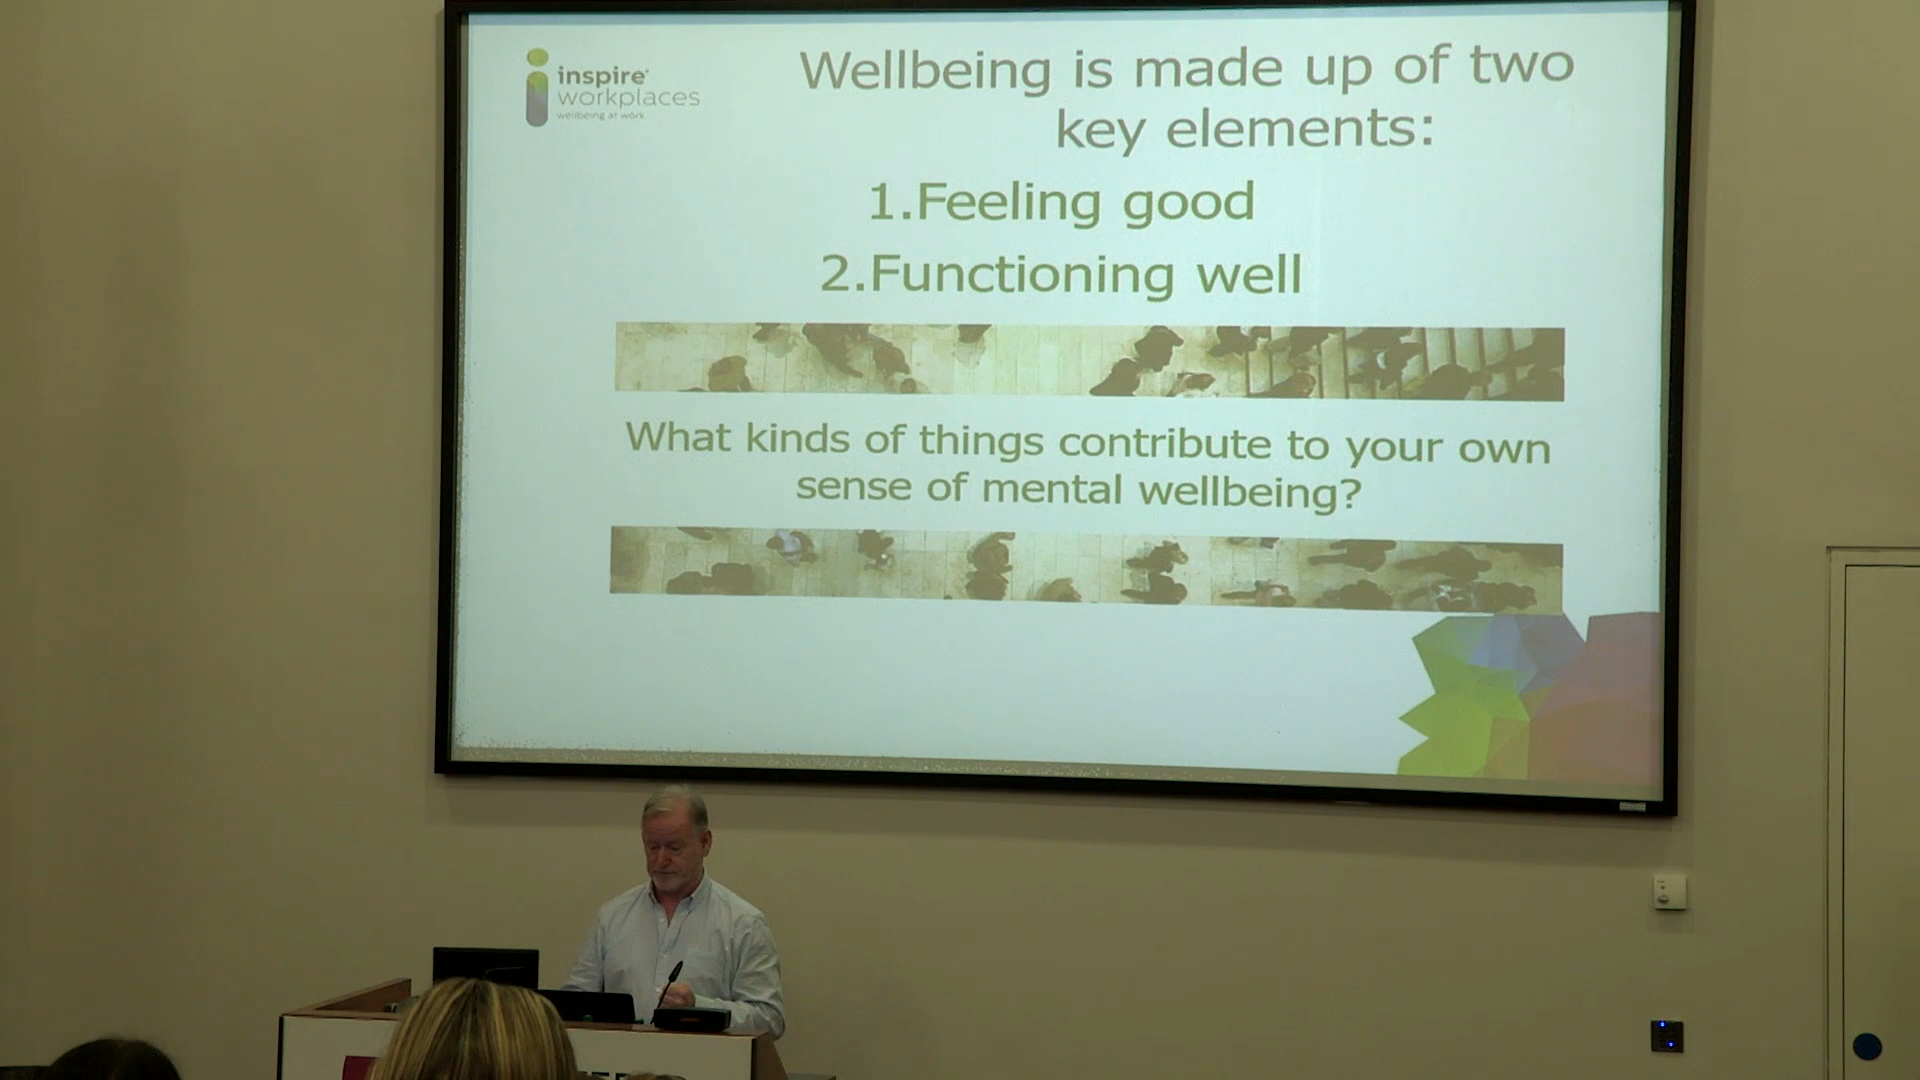 inspire
workplaces
wellbeing at work
Wellbeing is made up of two
key elements:
1.Feeling good
2.Functioning well
What kinds of things contribute to your own
sense of mental wellbeing?